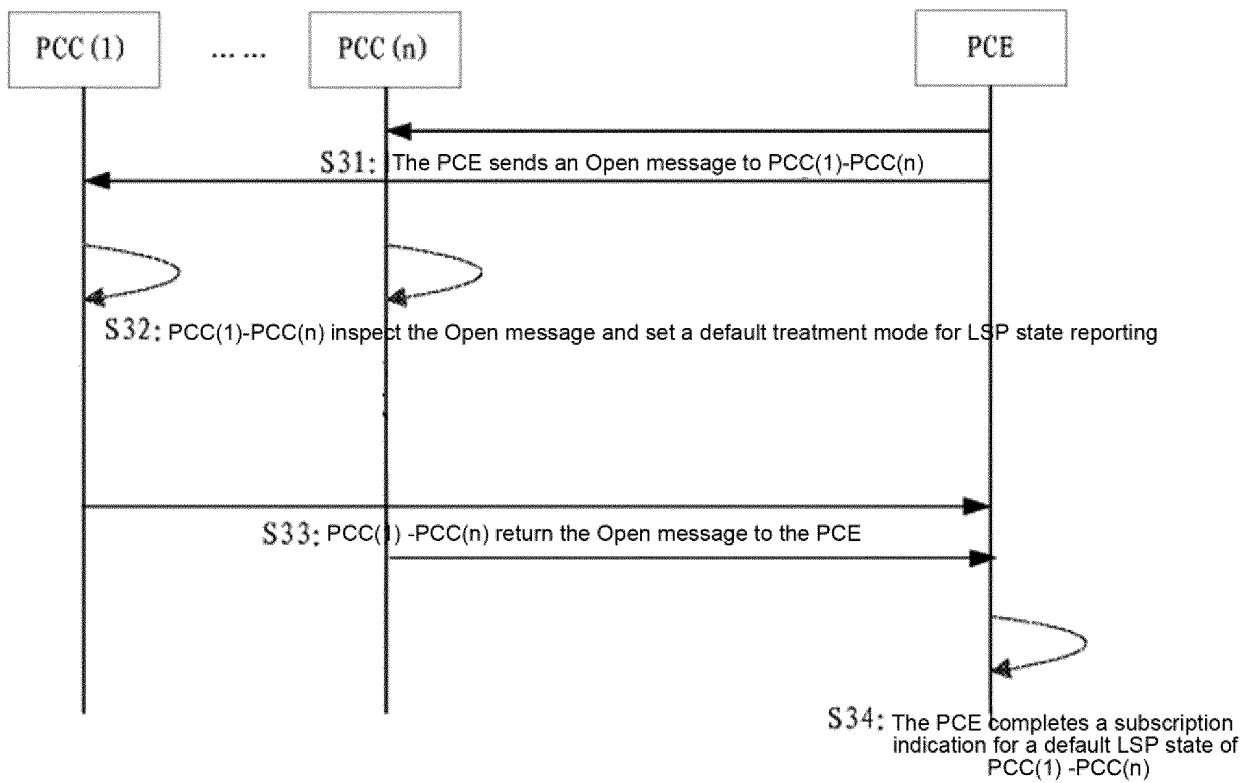 PCC(1)
... ...
PCC(n)
PCE
S31: The PCE sends an Open message to PCC(1)-PCC(n)
S32: PCC(1)-PCC(n) inspect the Open message and set a default treatment mode for LSP state reporting
S33: PCC(1) -PCC(n) return the Open message to the PCE
S34: The PCE completes a subscription
indication for a default LSP state of
PCC(1) -PCC(n)